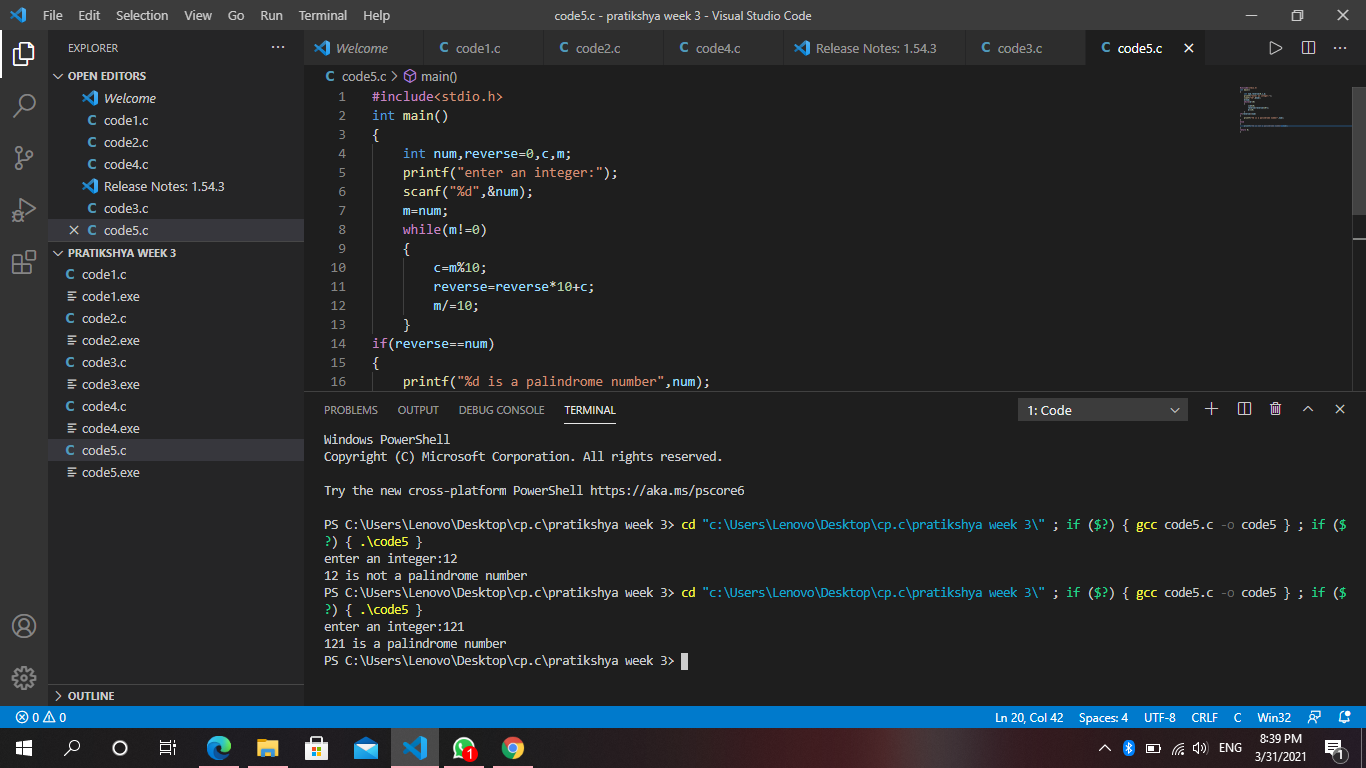 File Edit Selection View Go Run Terminal Help code5.c - pratikshya week 3 - Visual Studio Code
EXPLORER
OPEN EDITORS
Welcome
code1.c
code2.c
code4.c
Release Notes: 1.54.3
code3.c
code5.c
PRATIKSHYA WEEK 3
code1.c
code1.exe
code2.c
code2.exe
code3.c
code3.exe
code4.c
code4.exe
code5.c
code5.exe
OUTLINE
Welcome code1.c code2.c code4.c Release Notes: 1.54.3 code3.c code5.c
code5.c > main()
1 #include<stdio.h>
2 int main()
3 {
4 int num,reverse=0,c,m;
5 printf("enter an integer:");
6 scanf("%d",&num);
7 m=num;
8 while(m!=0)
9 {
10 c=m%10;
11 reverse=reverse*10+c;
12 m/=10;
13 }
14 if(reverse==num)
15 {
16 printf("%d is a palindrome number",num);
PROBLEMS OUTPUT DEBUG CONSOLE TERMINAL 1: Code
Windows PowerShell
Copyright (C) Microsoft Corporation. All rights reserved.
Try the new cross-platform PowerShell https://aka.ms/pscore6
PS C:\Users\Lenovo\Desktop\cp.c\pratikshya week 3> cd "c:\Users\Lenovo\Desktop\cp.c\pratikshya week 3\" ; if ($?) { gcc code5.c -o code5 } ; if ($
?) { .\code5 }
enter an integer:12
12 is not a palindrome number
PS C:\Users\Lenovo\Desktop\cp.c\pratikshya week 3> cd "c:\Users\Lenovo\Desktop\cp.c\pratikshya week 3\" ; if ($?) { gcc code5.c -o code5 } ; if ($
?) { .\code5 }
enter an integer:121
121 is a palindrome number
PS C:\Users\Lenovo\Desktop\cp.c\pratikshya week 3>
0 0 Ln 20, Col 42 Spaces: 4 UTF-8 CRLF C Win32
1 ENG 8:39 PM 1
3/31/2021